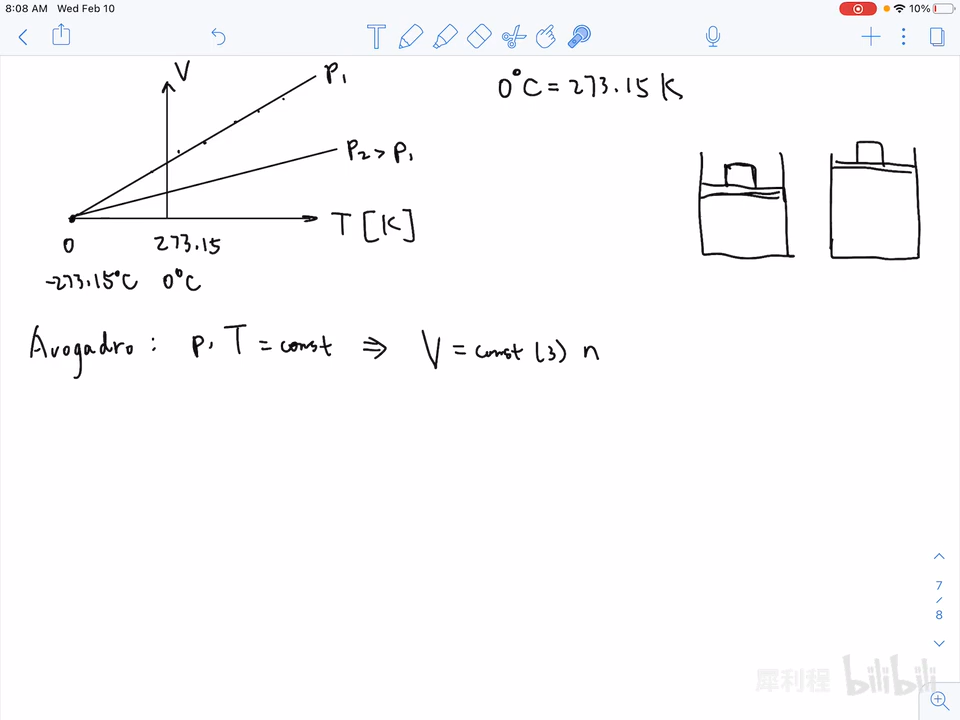 8:08 AM Wed Feb 10
10%
V
P₁
0°C = 273.15 K
P₂ > P₁
T [K]
0 273.15
-273.15°C 0°C
Avogadro : P, T = const ⇒ V = const (3) n
7
/
8
犀利程 bilibili